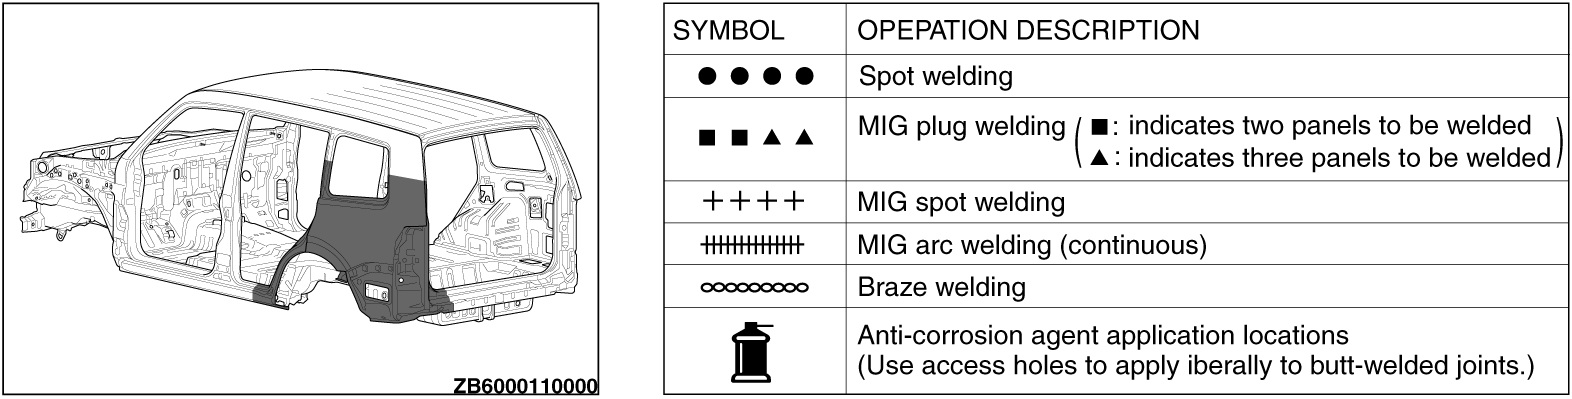 ZB6000110000
SYMBOL OPEPATION DESCRIPTION
Spot welding
MIG plug welding ( ■ : indicates two panels to be welded
▲ : indicates three panels to be welded )
MIG spot welding
MIG arc welding (continuous)
Braze welding
Anti-corrosion agent application locations
(Use access holes to apply iberally to butt-welded joints.)